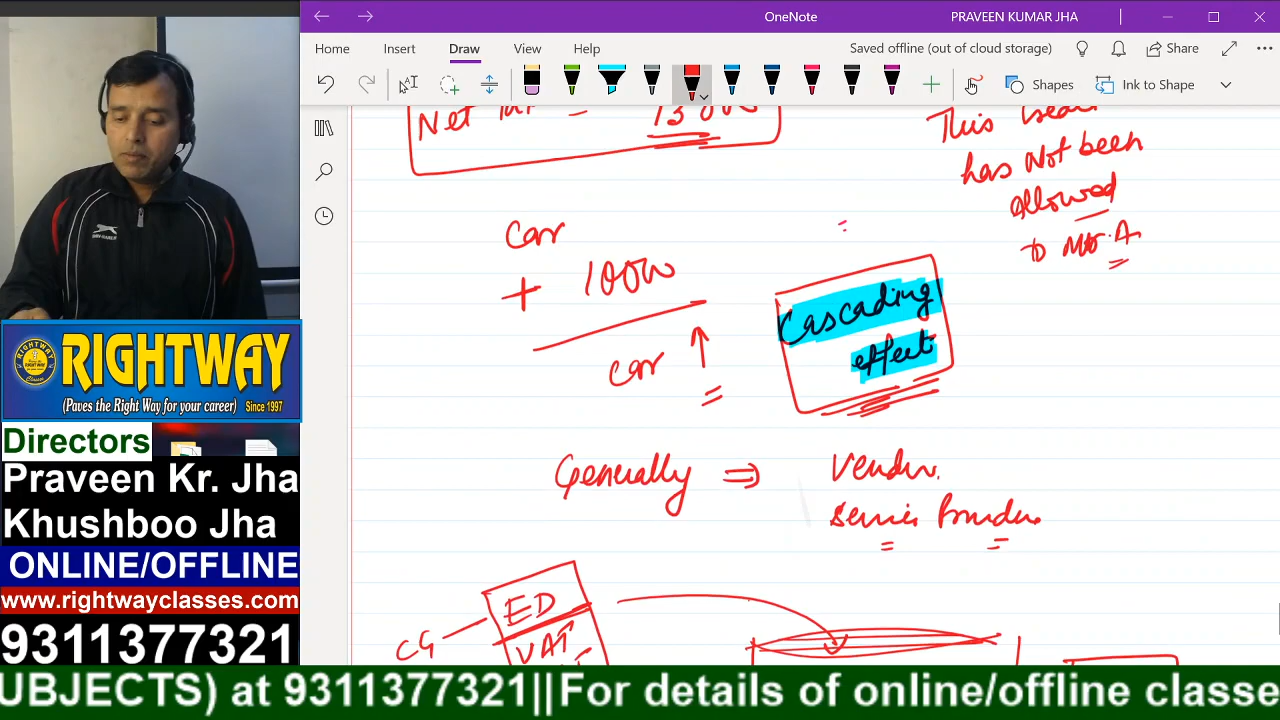 OneNote
PRAVEEN KUMAR JHA
Home Insert Draw View Help
Saved offline (out of cloud storage)
Share
Shapes
Ink to Shape
Net
This
has Not been
allowed
to Mr. A
car
+ 10000
car ↑
Cascading
effect
Generally ⇒ Vendor
service Provider
ED
CG
VAT
RIGHTWAY
(Paves the Right Way for your career) Since 1997
Directors
Praveen Kr. Jha
Khushboo Jha
ONLINE/OFFLINE
www.rightwayclasses.com
9311377321
UBJECTS) at 9311377321||For details of online/offline classe